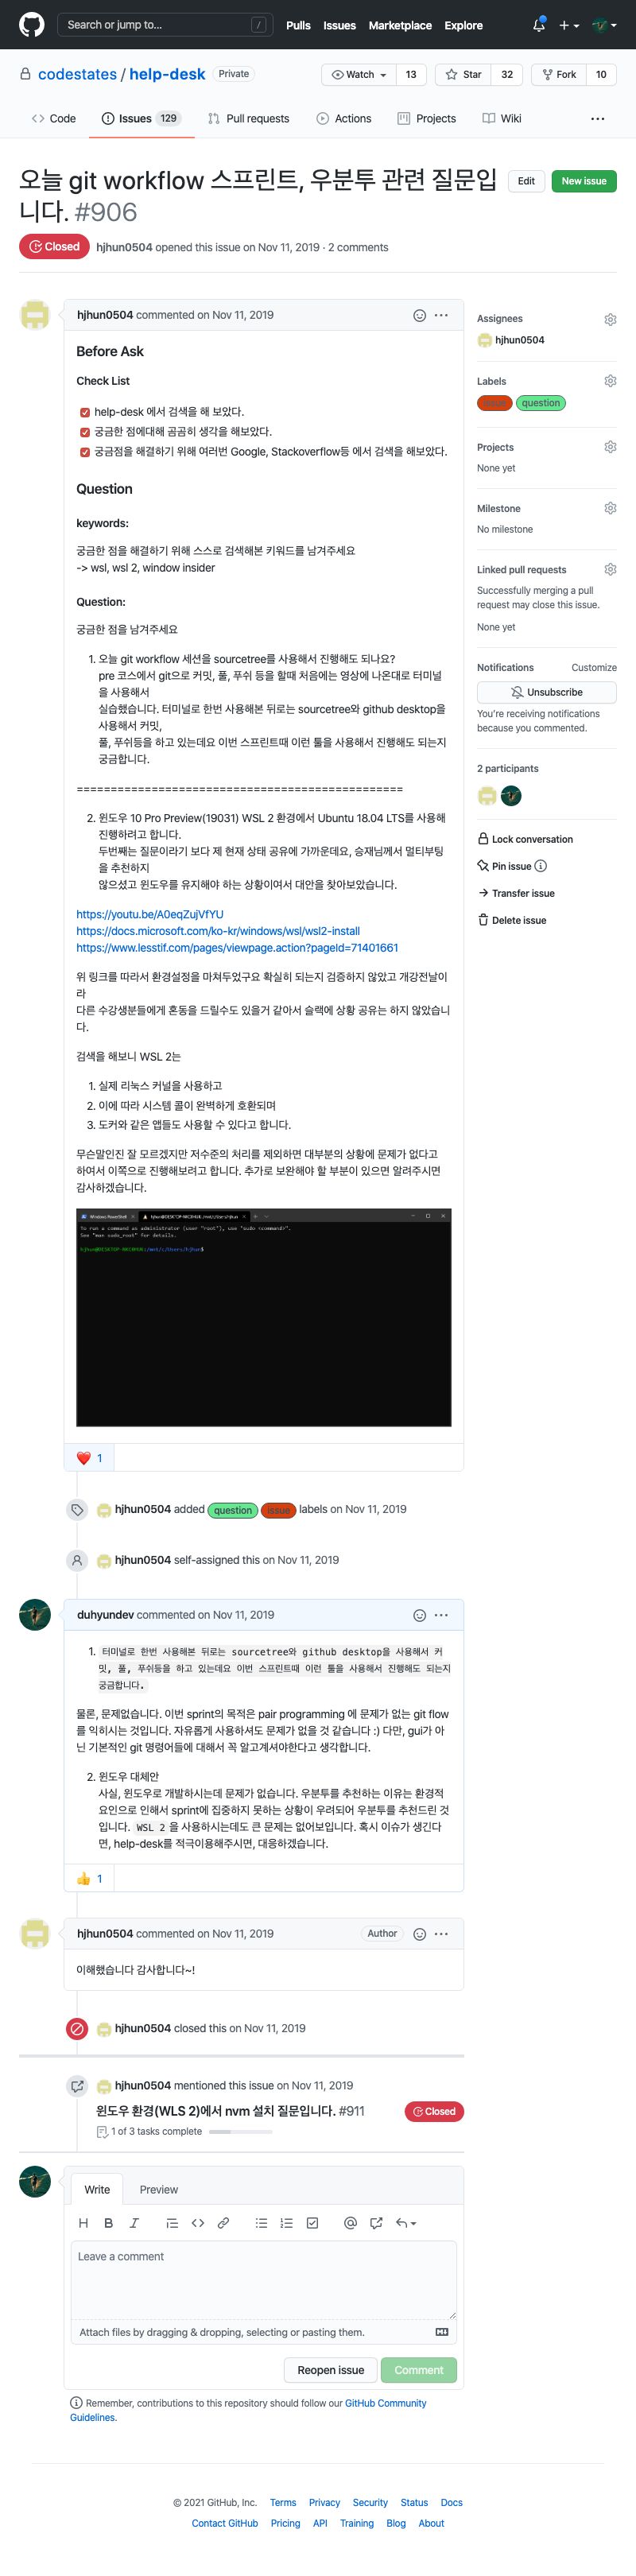 Search or jump to...
/
Pulls
Issues
Marketplace
Explore
codestates / help-desk
Private
Watch
13
Star
32
Fork
10
Code
Issues 129
Pull requests
Actions
Projects
Wiki
오늘 git workflow 스프린트, 우분투 관련 질문입
니다. #906
Edit
New issue
Closed
hjhun0504 opened this issue on Nov 11, 2019 · 2 comments
hjhun0504 commented on Nov 11, 2019
Before Ask
Check List
help-desk 에서 검색을 해 보았다.
궁금한 점에대해 곰곰히 생각을 해보았다.
궁금점을 해결하기 위해 여러번 Google, Stackoverflow등 에서 검색을 해보았다.
Question
keywords:
궁금한 점을 해결하기 위해 스스로 검색해본 키워드를 남겨주세요
-> wsl, wsl 2, window insider
Question:
궁금한 점을 남겨주세요
1. 오늘 git workflow 세션을 sourcetree를 사용해서 진행해도 되나요?
pre 코스에서 git으로 커밋, 풀, 푸쉬 등을 할때 처음에는 영상에 나온대로 터미널
을 사용해서
실습했습니다. 터미널로 한번 사용해본 뒤로는 sourcetree와 github desktop을
사용해서 커밋,
풀, 푸쉬등을 하고 있는데요 이번 스프린트때 이런 툴을 사용해서 진행해도 되는지
궁금합니다.
================================================
2. 윈도우 10 Pro Preview(19031) WSL 2 환경에서 Ubuntu 18.04 LTS를 사용해
진행하려고 합니다.
두번째는 질문이라기 보다 제 현재 상태 공유에 가까운데요, 승재님께서 멀티부팅
을 추천하지
않으셨고 윈도우를 유지해야 하는 상황이여서 대안을 찾아보았습니다.
https://youtu.be/A0eqZujVfYU
https://docs.microsoft.com/ko-kr/windows/wsl/wsl2-install
https://www.lesstif.com/pages/viewpage.action?pageId=71401661
위 링크를 따라서 환경설정을 마쳐두었구요 확실히 되는지 검증하지 않았고 개강전날이
라
다른 수강생분들에게 혼동을 드릴수도 있을거 같아서 슬랙에 상황 공유는 하지 않았습니
다.
검색을 해보니 WSL 2는
1. 실제 리눅스 커널을 사용하고
2. 이에 따라 시스템 콜이 완벽하게 호환되며
3. 도커와 같은 앱들도 사용할 수 있다고 합니다.
무슨말인진 잘 모르겠지만 저수준의 처리를 제외하면 대부분의 상황에 문제가 없다고
하여서 이쪽으로 진행해보려고 합니다. 추가로 보완해야 할 부분이 있으면 알려주시면
감사하겠습니다.
Windows PowerShell
To run a command as administrator (user "root"), use "sudo <command>".
See "man sudo_root" for details.
1
hjhun0504 added question issue labels on Nov 11, 2019
hjhun0504 self-assigned this on Nov 11, 2019
duhyundev commented on Nov 11, 2019
1. 터미널로 한번 사용해본 뒤로는 sourcetree와 github desktop을 사용해서 커
밋, 풀, 푸쉬등을 하고 있는데요 이번 스프린트때 이런 툴을 사용해서 진행해도 되는지
궁금합니다.
물론, 문제없습니다. 이번 sprint의 목적은 pair programming 에 문제가 없는 git flow
를 익히시는 것입니다. 자유롭게 사용하셔도 문제가 없을 것 같습니다 :) 다만, gui가 아
닌 기본적인 git 명령어들에 대해서 꼭 알고계셔야한다고 생각합니다.
2. 윈도우 대체안
사실, 윈도우로 개발하시는데 문제가 없습니다. 우분투를 추천하는 이유는 환경적
요인으로 인해서 sprint에 집중하지 못하는 상황이 우려되어 우분투를 추천드린 것
입니다. WSL 2 을 사용하시는데도 큰 문제는 없어보입니다. 혹시 이슈가 생긴다
면, help-desk를 적극이용해주시면, 대응하겠습니다.
1
hjhun0504 commented on Nov 11, 2019
Author
이해했습니다 감사합니다~!
hjhun0504 closed this on Nov 11, 2019
hjhun0504 mentioned this issue on Nov 11, 2019
윈도우 환경(WLS 2)에서 nvm 설치 질문입니다. #911
Closed
1 of 3 tasks complete
Write
Preview
Leave a comment
Attach files by dragging & dropping, selecting or pasting them.
Reopen issue
Comment
Remember, contributions to this repository should follow our GitHub Community
Guidelines.
Assignees
hjhun0504
Labels
issue question
Projects
None yet
Milestone
No milestone
Linked pull requests
Successfully merging a pull
request may close this issue.
None yet
Notifications
Customize
Unsubscribe
You're receiving notifications
because you commented.
2 participants
Lock conversation
Pin issue
Transfer issue
Delete issue
© 2021 GitHub, Inc.
Terms
Privacy
Security
Status
Docs
Contact GitHub
Pricing
API
Training
Blog
About